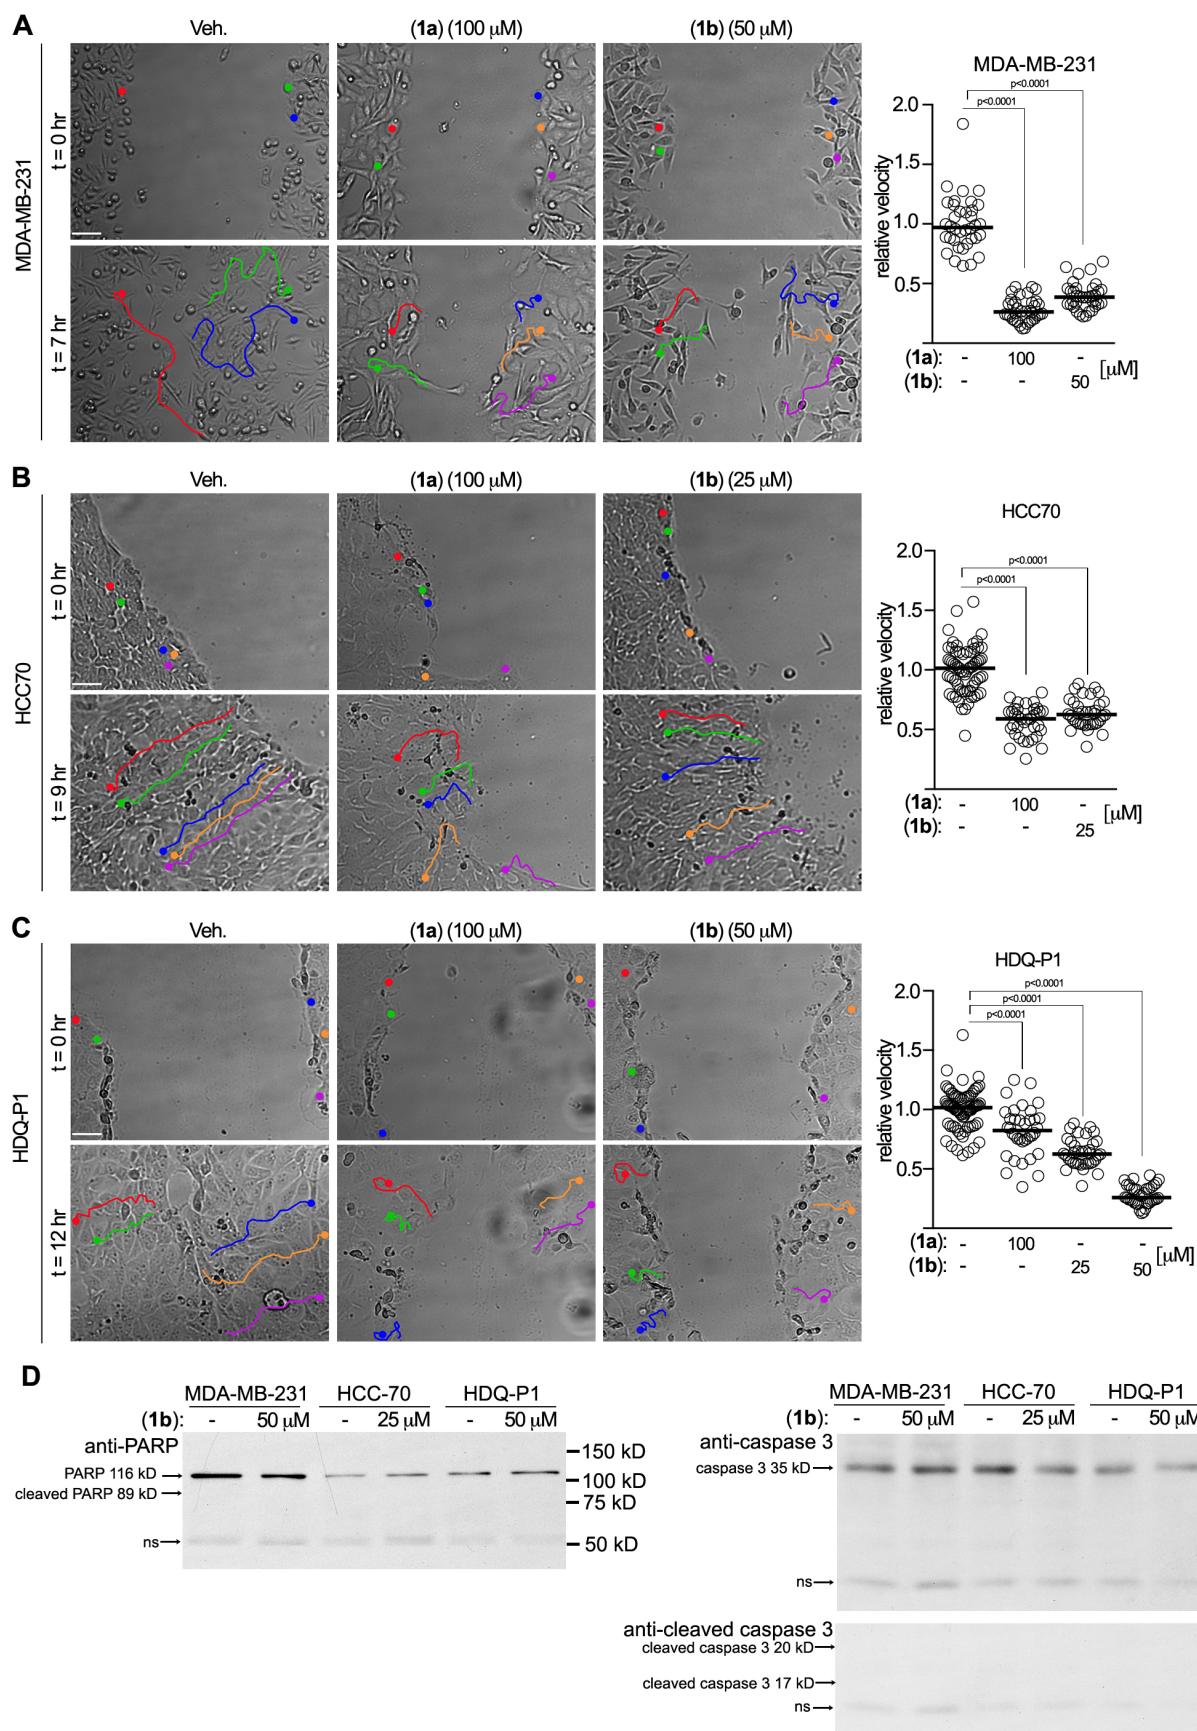 A
Veh.
(1a) (100 μM)
(1b) (50 μM)
MDA-MB-231
t = 0 hr
t = 7 hr
MDA-MB-231
p<0.0001
p<0.0001
relative velocity
2.0
1.5
1.0
0.5
(1a): - 100 -
(1b): - - 50
[μM]
B
Veh.
(1a) (100 μM)
(1b) (25 μM)
HCC70
t = 0 hr
t = 9 hr
HCC70
p<0.0001
p<0.0001
relative velocity
2.0
1.5
1.0
0.5
(1a): - 100 -
(1b): - - 25
[μM]
C
Veh.
(1a) (100 μM)
(1b) (50 μM)
HDQ-P1
t = 0 hr
t = 12 hr
HDQ-P1
p<0.0001
p<0.0001
p<0.0001
relative velocity
2.0
1.5
1.0
0.5
(1a): - 100 - -
(1b): - - 25 50
[μM]
D
MDA-MB-231 HCC-70 HDQ-P1
(1b): - 50 μM - 25 μM - 50 μM
anti-PARP
PARP 116 kD
cleaved PARP 89 kD
ns
150 kD
100 kD
75 kD
50 kD
MDA-MB-231 HCC-70 HDQ-P1
(1b): - 50 μM - 25 μM - 50 μM
anti-caspase 3
caspase 3 35 kD
ns
anti-cleaved caspase 3
cleaved caspase 3 20 kD
cleaved caspase 3 17 kD
ns